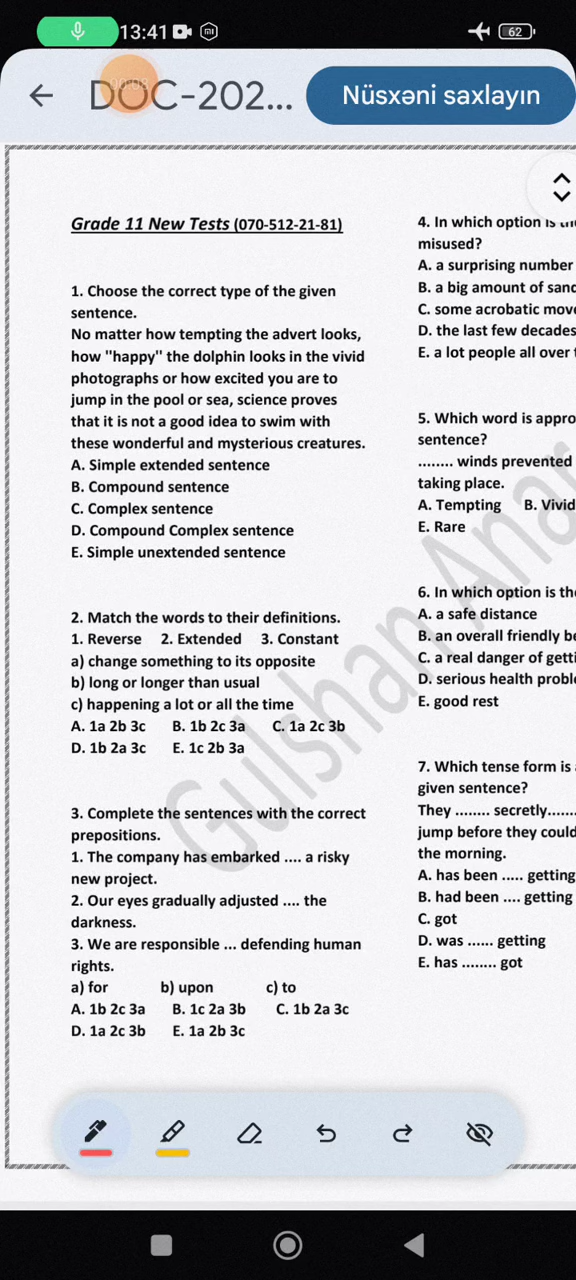 13:41
62
DOC-202...
Nüsxəni saxlayın
Grade 11 New Tests (070-512-21-81)
1. Choose the correct type of the given
sentence.
No matter how tempting the advert looks,
how "happy" the dolphin looks in the vivid
photographs or how excited you are to
jump in the pool or sea, science proves
that it is not a good idea to swim with
these wonderful and mysterious creatures.
A. Simple extended sentence
B. Compound sentence
C. Complex sentence
D. Compound Complex sentence
E. Simple unextended sentence
2. Match the words to their definitions.
1. Reverse 2. Extended 3. Constant
a) change something to its opposite
b) long or longer than usual
c) happening a lot or all the time
A. 1a 2b 3c B. 1b 2c 3a C. 1a 2c 3b
D. 1b 2a 3c E. 1c 2b 3a
3. Complete the sentences with the correct
prepositions.
1. The company has embarked .... a risky
new project.
2. Our eyes gradually adjusted .... the
darkness.
3. We are responsible ... defending human
rights.
a) for b) upon c) to
A. 1b 2c 3a B. 1c 2a 3b C. 1b 2a 3c
D. 1a 2c 3b E. 1a 2b 3c
4. In which option is
misused?
A. a surprising number
B. a big amount of sand
C. some acrobatic move
D. the last few decades
E. a lot people all over
5. Which word is appro
sentence?
........ winds prevented
taking place.
A. Tempting B. Vivid
E. Rare
6. In which option is the
A. a safe distance
B. an overall friendly be
C. a real danger of getti
D. serious health proble
E. good rest
7. Which tense form is
given sentence?
They ........ secretly.......
jump before they could
the morning.
A. has been ..... getting
B. had been .... getting
C. got
D. was ...... getting
E. has ........ got
Gulshan Anar